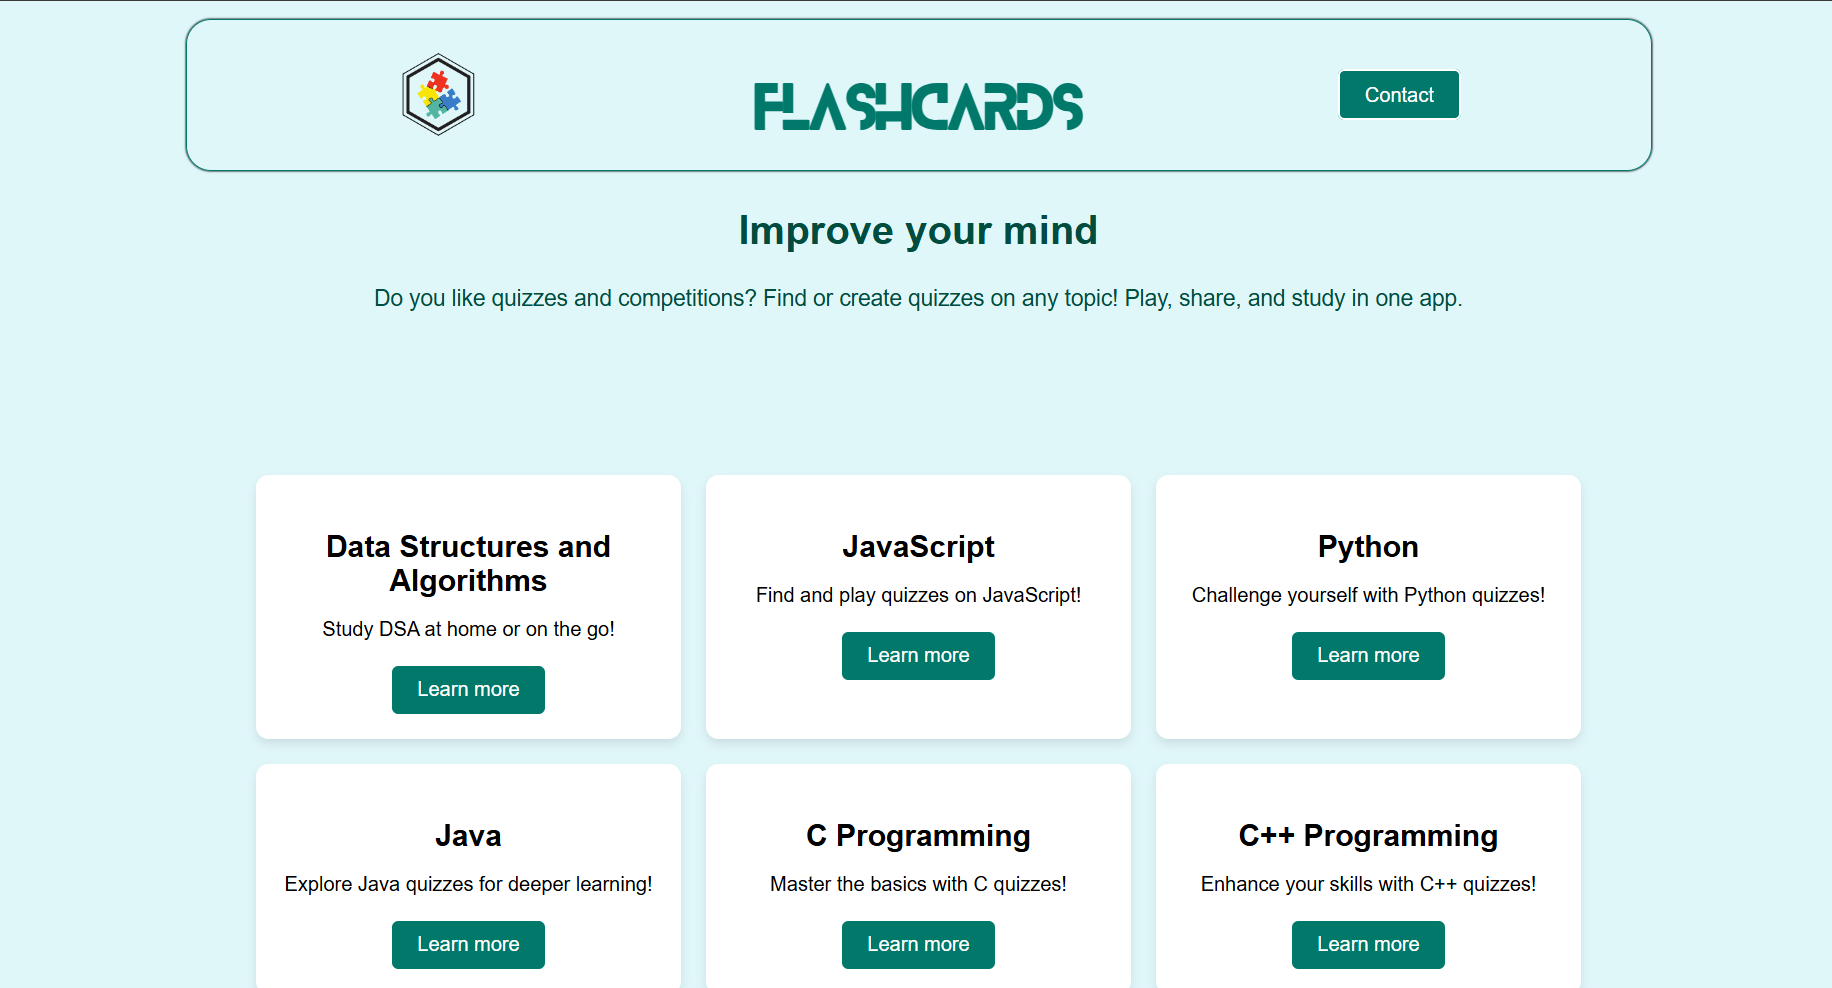 FLASHCARDS
Contact
Improve your mind
Do you like quizzes and competitions? Find or create quizzes on any topic! Play, share, and study in one app.
Data Structures and
Algorithms
Study DSA at home or on the go!
Learn more
JavaScript
Find and play quizzes on JavaScript!
Learn more
Python
Challenge yourself with Python quizzes!
Learn more
Java
Explore Java quizzes for deeper learning!
Learn more
C Programming
Master the basics with C quizzes!
Learn more
C++ Programming
Enhance your skills with C++ quizzes!
Learn more